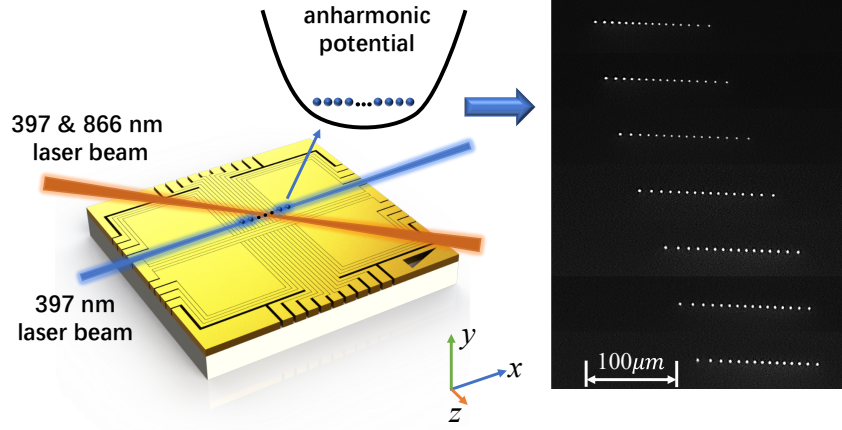 anharmonic
potential
397 & 866 nm
laser beam
397 nm
laser beam
y
x
z
100μm